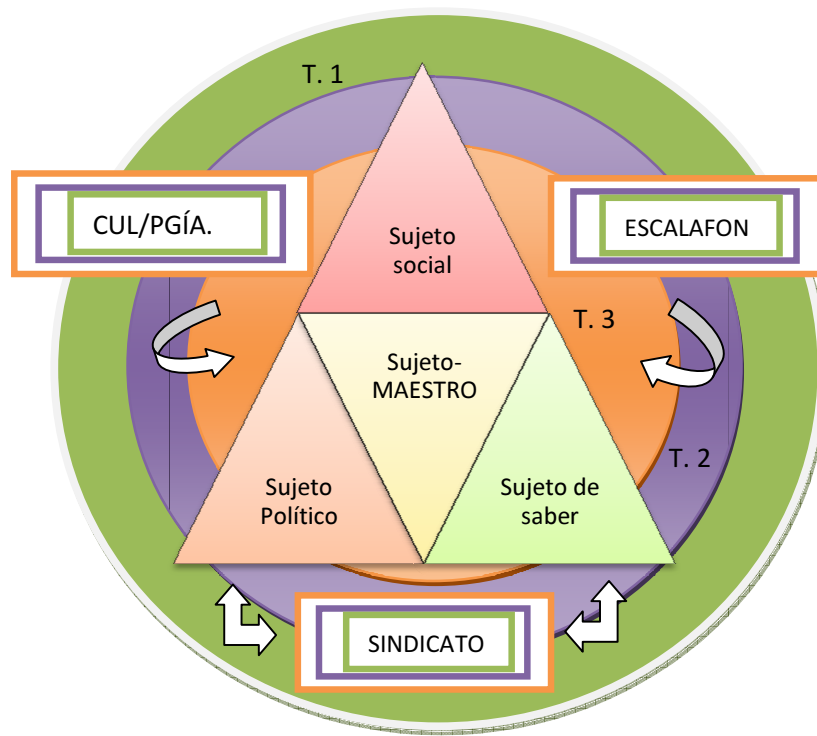 T. 1
CUL/PGÍA.
ESCALAFON
Sujeto
social
T. 3
Sujeto-
MAESTRO
T. 2
Sujeto
Político
Sujeto de
saber
SINDICATO